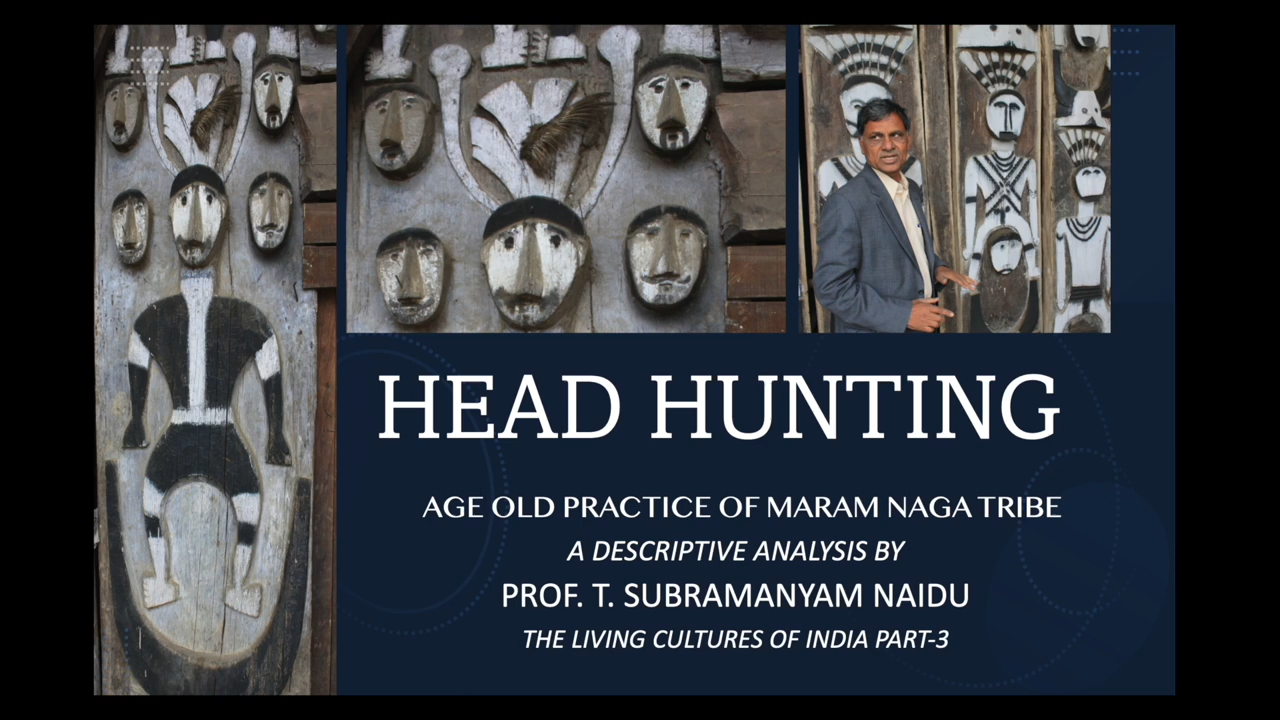 HEAD HUNTING
AGE OLD PRACTICE OF MARAM NAGA TRIBE
A DESCRIPTIVE ANALYSIS BY
PROF. T. SUBRAMANYAM NAIDU
THE LIVING CULTURES OF INDIA PART-3